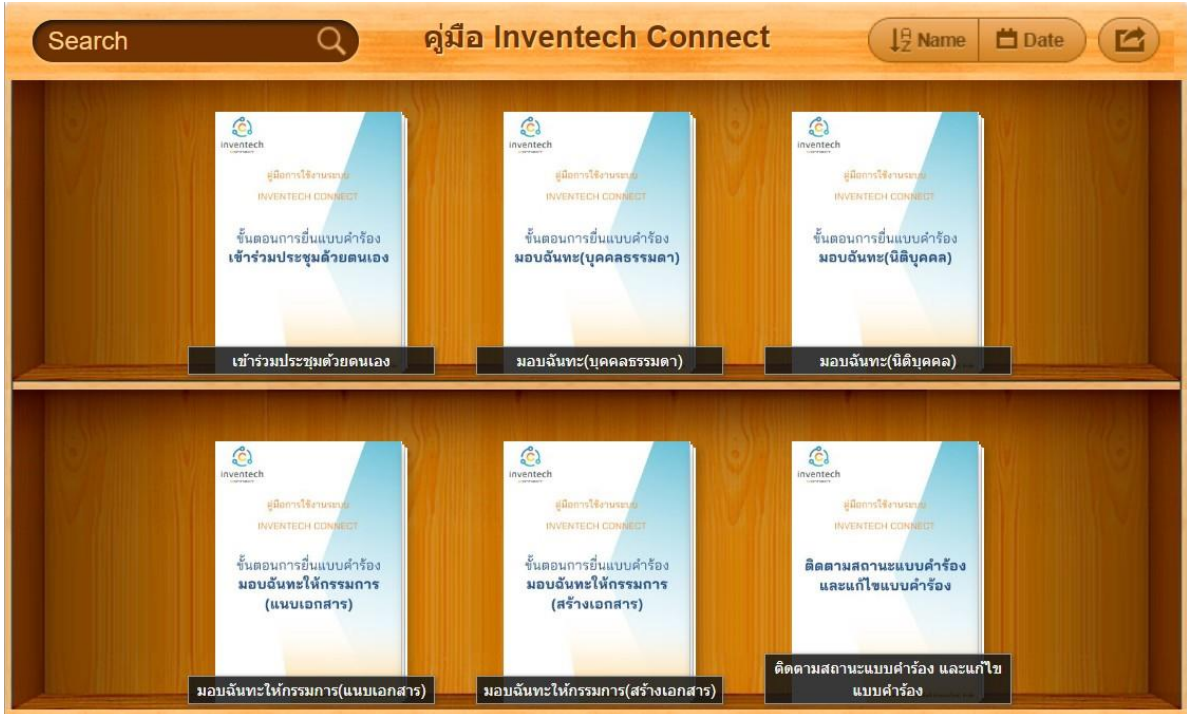 Search
คู่มือ Inventech Connect
Name
Date
inventech
คู่มือการใช้งานระบบ
INVENTECH CONNECT
ขั้นตอนการยื่นแบบคำร้อง
เข้าร่วมประชุมด้วยตนเอง
เข้าร่วมประชุมด้วยตนเอง
inventech
คู่มือการใช้งานระบบ
INVENTECH CONNECT
ขั้นตอนการยื่นแบบคำร้อง
มอบฉันทะ(บุคคลธรรมดา)
มอบฉันทะ(บุคคลธรรมดา)
inventech
คู่มือการใช้งานระบบ
INVENTECH CONNECT
ขั้นตอนการยื่นแบบคำร้อง
มอบฉันทะ(นิติบุคคล)
มอบฉันทะ(นิติบุคคล)
inventech
คู่มือการใช้งานระบบ
INVENTECH CONNECT
ขั้นตอนการยื่นแบบคำร้อง
มอบฉันทะให้กรรมการ
(แนบเอกสาร)
มอบฉันทะให้กรรมการ(แนบเอกสาร)
inventech
คู่มือการใช้งานระบบ
INVENTECH CONNECT
ขั้นตอนการยื่นแบบคำร้อง
มอบฉันทะให้กรรมการ
(สร้างเอกสาร)
มอบฉันทะให้กรรมการ(สร้างเอกสาร)
inventech
คู่มือการใช้งานระบบ
INVENTECH CONNECT
ติดตามสถานะแบบคำร้อง
และแก้ไขแบบคำร้อง
ติดตามสถานะแบบคำร้อง และแก้ไข
แบบคำร้อง